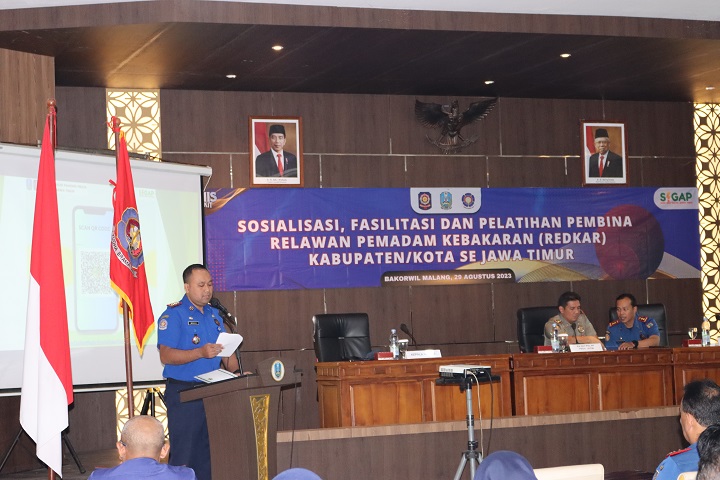 SOSIALISASI, FASILITASI DAN PELATIHAN PEMBINA
RELAWAN PEMADAM KEBAKARAN (REDKAR)
KABUPATEN/KOTA SE JAWA TIMUR
BAKORWIL MALANG, 29 AGUSTUS 2023
SIGAP